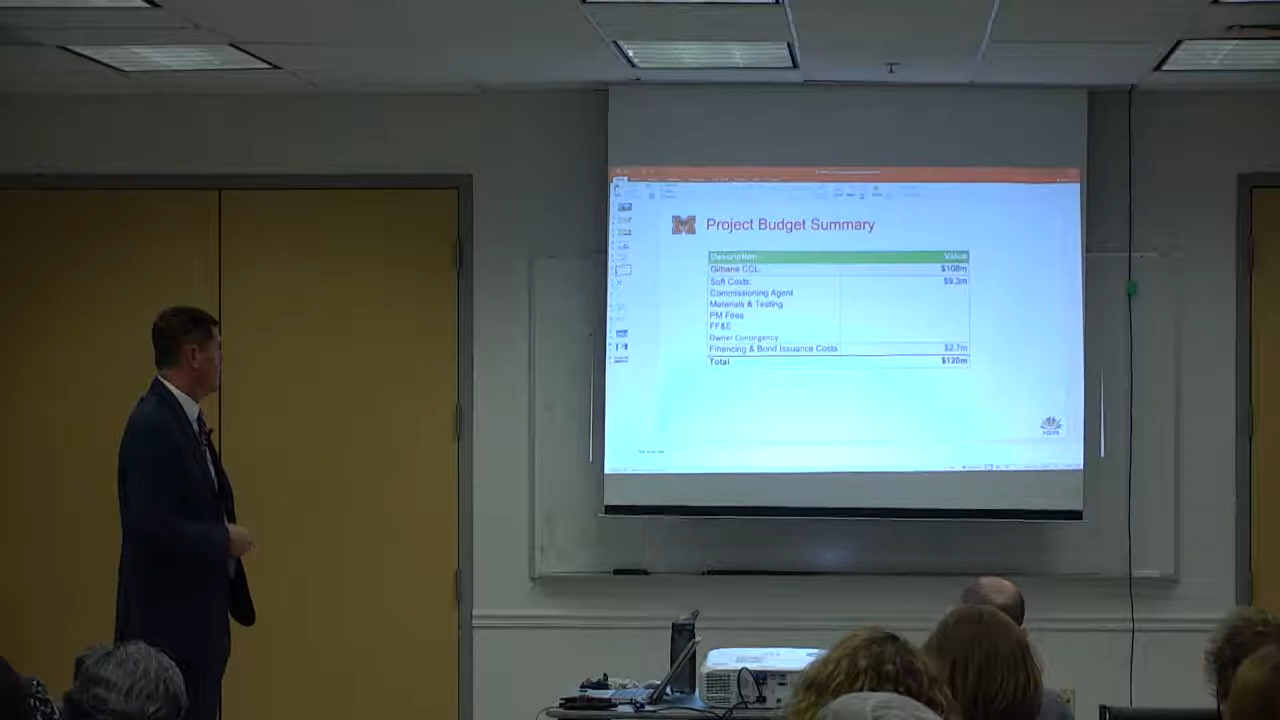 M Project Budget Summary
Description Value
Gilbane CCL: $108m
Soft Costs: $9.3m
Commissioning Agent
Materials & Testing
PM Fees
FF&E
Owner Contingency
Financing & Bond Issuance Costs $2.7m
Total $120m